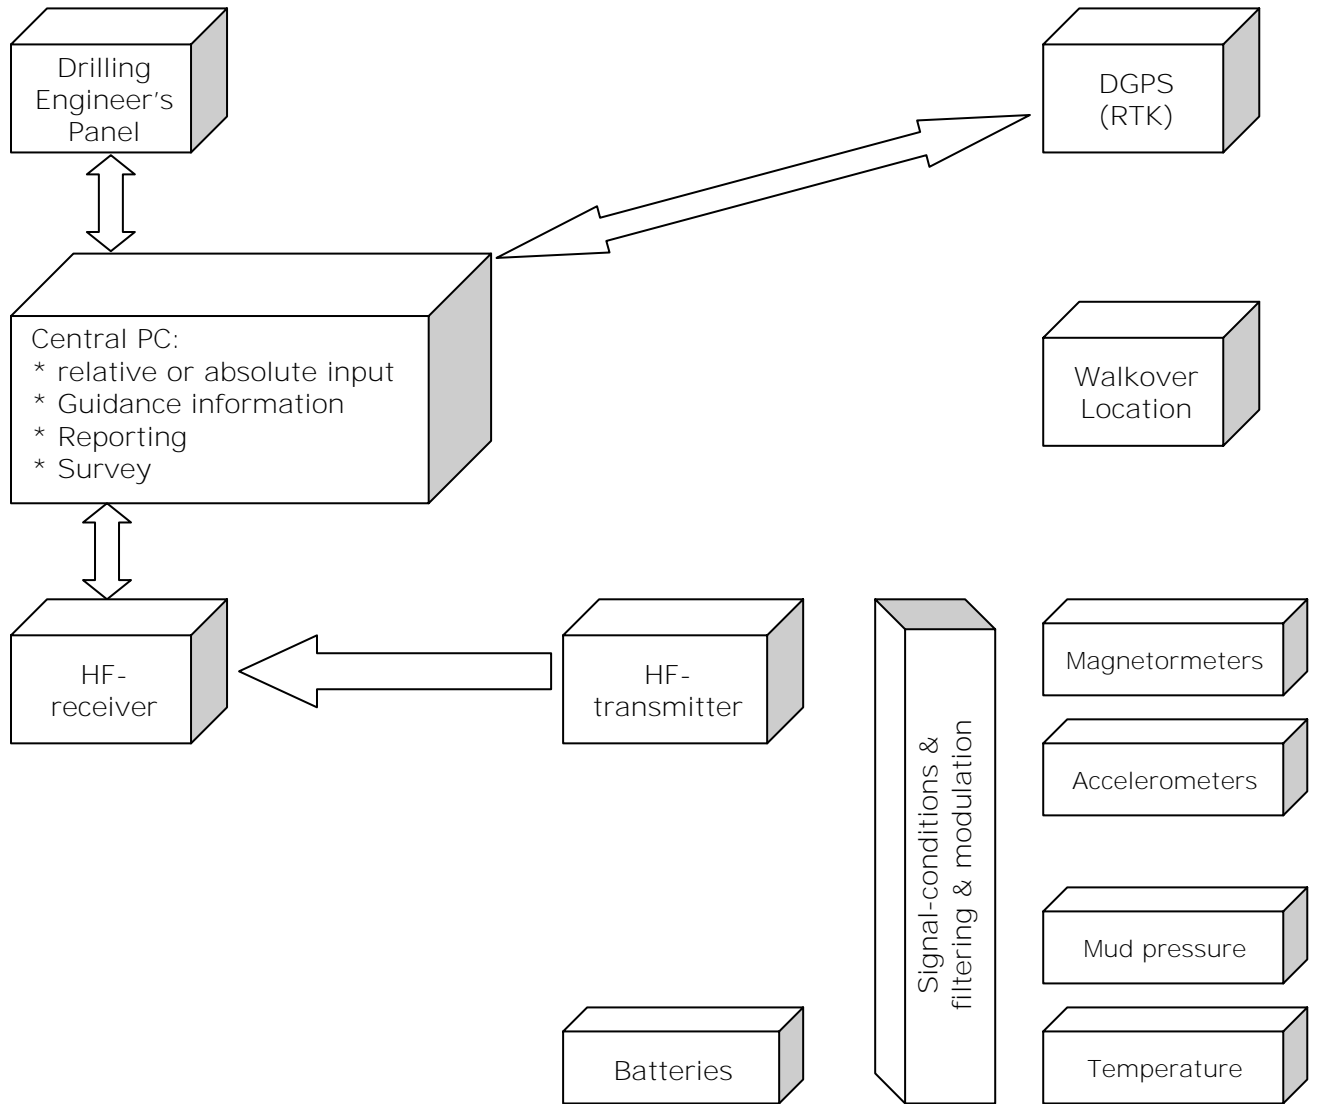 Drilling
Engineer's
Panel
DGPS
(RTK)
Central PC:
* relative or absolute input
* Guidance information
* Reporting
* Survey
Walkover
Location
HF-
receiver
HF-
transmitter
Signal-conditions &
filtering & modulation
Magnetormeters
Accelerometers
Mud pressure
Batteries
Temperature